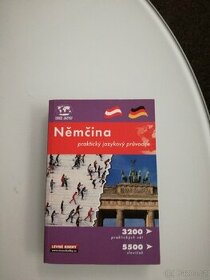 Němčina
praktický jazykový průvodce
3200
praktických vět
5500
slovíček
LEVNÉ KNIHY